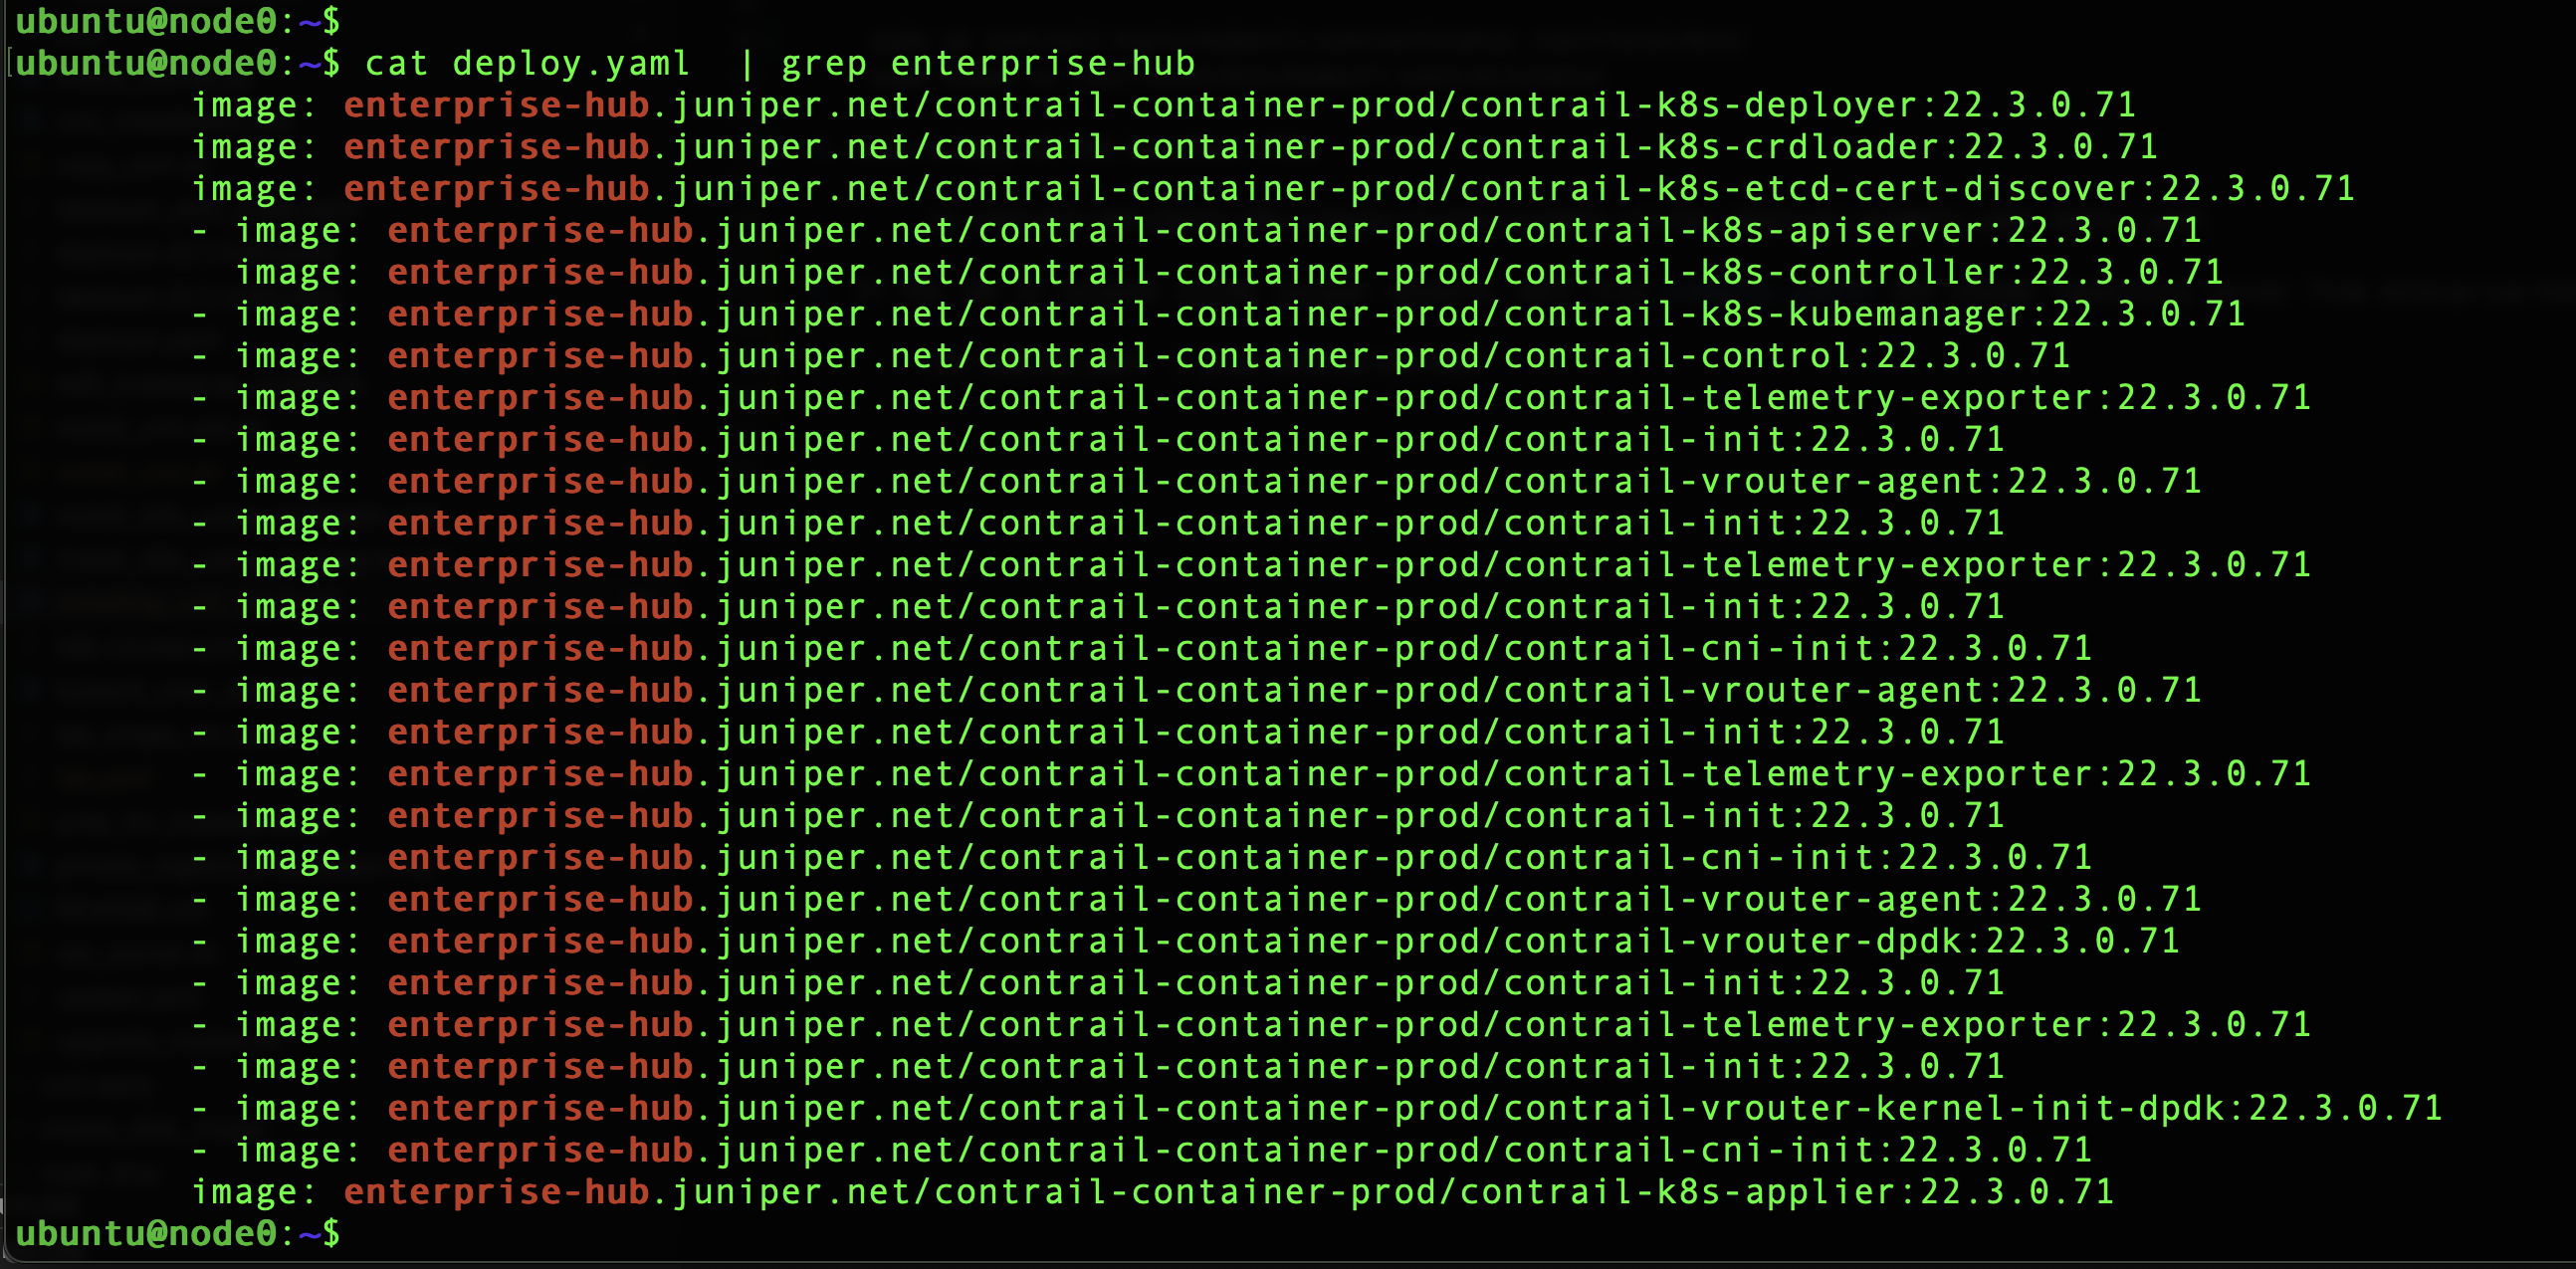 ubuntu@node0:~$
ubuntu@node0:~$ cat deploy.yaml  | grep enterprise-hub
        image: enterprise-hub.juniper.net/contrail-container-prod/contrail-k8s-deployer:22.3.0.71
        image: enterprise-hub.juniper.net/contrail-container-prod/contrail-k8s-crdloader:22.3.0.71
        image: enterprise-hub.juniper.net/contrail-container-prod/contrail-k8s-etcd-cert-discover:22.3.0.71
        - image: enterprise-hub.juniper.net/contrail-container-prod/contrail-k8s-apiserver:22.3.0.71
          image: enterprise-hub.juniper.net/contrail-container-prod/contrail-k8s-controller:22.3.0.71
        - image: enterprise-hub.juniper.net/contrail-container-prod/contrail-k8s-kubemanager:22.3.0.71
        - image: enterprise-hub.juniper.net/contrail-container-prod/contrail-control:22.3.0.71
        - image: enterprise-hub.juniper.net/contrail-container-prod/contrail-telemetry-exporter:22.3.0.71
        - image: enterprise-hub.juniper.net/contrail-container-prod/contrail-init:22.3.0.71
        - image: enterprise-hub.juniper.net/contrail-container-prod/contrail-vrouter-agent:22.3.0.71
        - image: enterprise-hub.juniper.net/contrail-container-prod/contrail-init:22.3.0.71
        - image: enterprise-hub.juniper.net/contrail-container-prod/contrail-telemetry-exporter:22.3.0.71
        - image: enterprise-hub.juniper.net/contrail-container-prod/contrail-init:22.3.0.71
        - image: enterprise-hub.juniper.net/contrail-container-prod/contrail-cni-init:22.3.0.71
        - image: enterprise-hub.juniper.net/contrail-container-prod/contrail-vrouter-agent:22.3.0.71
        - image: enterprise-hub.juniper.net/contrail-container-prod/contrail-init:22.3.0.71
        - image: enterprise-hub.juniper.net/contrail-container-prod/contrail-telemetry-exporter:22.3.0.71
        - image: enterprise-hub.juniper.net/contrail-container-prod/contrail-init:22.3.0.71
        - image: enterprise-hub.juniper.net/contrail-container-prod/contrail-cni-init:22.3.0.71
        - image: enterprise-hub.juniper.net/contrail-container-prod/contrail-vrouter-agent:22.3.0.71
        - image: enterprise-hub.juniper.net/contrail-container-prod/contrail-vrouter-dpdk:22.3.0.71
        - image: enterprise-hub.juniper.net/contrail-container-prod/contrail-init:22.3.0.71
        - image: enterprise-hub.juniper.net/contrail-container-prod/contrail-telemetry-exporter:22.3.0.71
        - image: enterprise-hub.juniper.net/contrail-container-prod/contrail-init:22.3.0.71
        - image: enterprise-hub.juniper.net/contrail-container-prod/contrail-vrouter-kernel-init-dpdk:22.3.0.71
        - image: enterprise-hub.juniper.net/contrail-container-prod/contrail-cni-init:22.3.0.71
        image: enterprise-hub.juniper.net/contrail-container-prod/contrail-k8s-applier:22.3.0.71
ubuntu@node0:~$